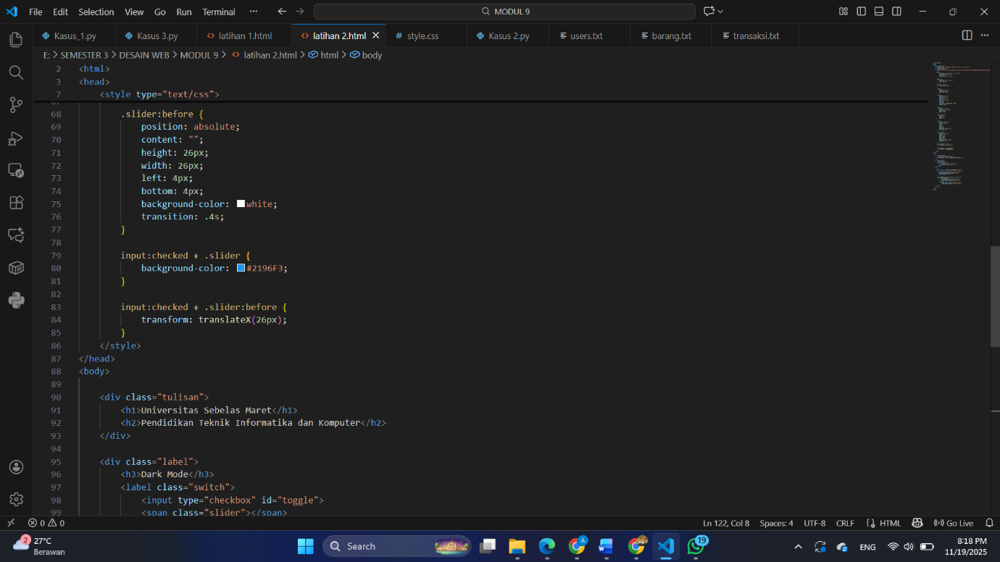 File Edit Selection View Go Run Terminal ··· MODUL 9
Kasus_1.py Kasus 3.py latihan 1.html latihan 2.html style.css Kasus 2.py users.txt barang.txt transaksi.txt
E: > SEMESTER 3 > DESAIN WEB > MODUL 9 > latihan 2.html > html > body
2 <html>
3 <head>
7 <style type="text/css">
67
68 .slider:before {
69 position: absolute;
70 content: "";
71 height: 26px;
72 width: 26px;
73 left: 4px;
74 bottom: 4px;
75 background-color: white;
76 transition: .4s;
77 }
78
79 input:checked + .slider {
80 background-color: #2196F3;
81 }
82
83 input:checked + .slider:before {
84 transform: translateX(26px);
85 }
86 </style>
87 </head>
88 <body>
89
90 <div class="tulisan">
91 <h1>Universitas Sebelas Maret</h1>
92 <h2>Pendidikan Teknik Informatika dan Komputer</h2>
93 </div>
94
95 <div class="label">
96 <h3>Dark Mode</h3>
97 <label class="switch">
98 <input type="checkbox" id="toggle">
99 <span class="slider"></span>
0 0 Ln 122, Col 8 Spaces: 4 UTF-8 CRLF {} HTML Go Live
2 27°C
Berawan
Search
A
19
ENG
8:18 PM
11/19/2025